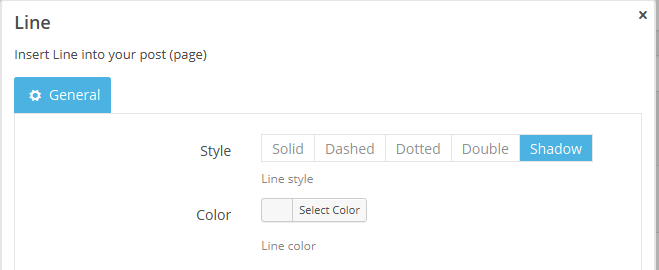 Line
×
Insert Line into your post (page)
General
Style Solid Dashed Dotted Double Shadow
Line style
Color Select Color
Line color